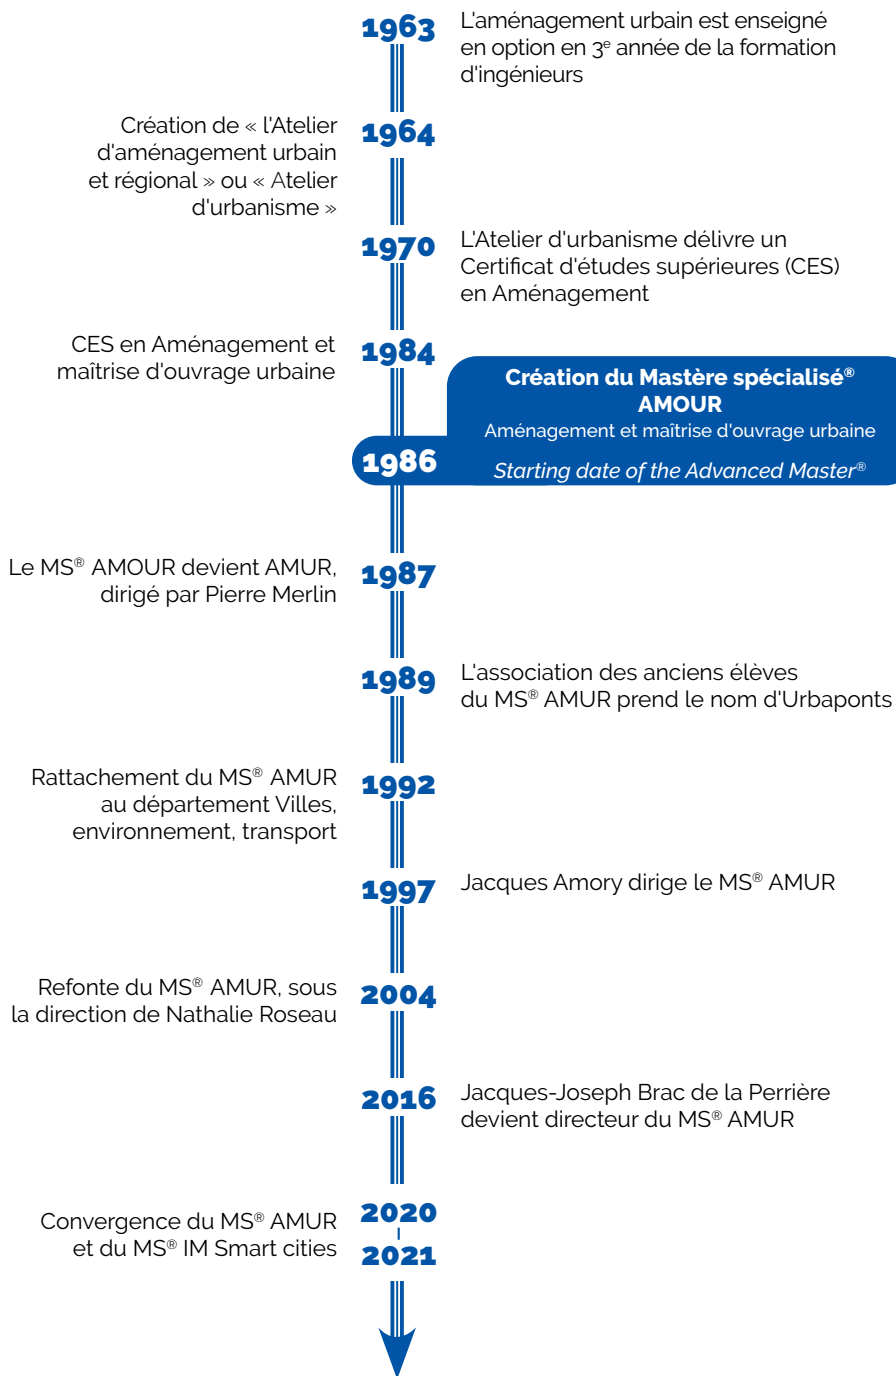 1963
L'aménagement urbain est enseigné
en option en 3e année de la formation
d'ingénieurs
Création de « l'Atelier
d'aménagement urbain
et régional » ou « Atelier
d'urbanisme »
1964
1970
L'Atelier d'urbanisme délivre un
Certificat d'études supérieures (CES)
en Aménagement
CES en Aménagement et
maîtrise d'ouvrage urbaine
1984
Création du Mastère spécialisé®
AMOUR
Aménagement et maîtrise d'ouvrage urbaine
1986
Starting date of the Advanced Master®
Le MS® AMOUR devient AMUR,
dirigé par Pierre Merlin
1987
1989
L'association des anciens élèves
du MS® AMUR prend le nom d'Urbaponts
Rattachement du MS® AMUR
au département Villes,
environnement, transport
1992
1997
Jacques Amory dirige le MS® AMUR
Refonte du MS® AMUR, sous
la direction de Nathalie Roseau
2004
2016
Jacques-Joseph Brac de la Perrière
devient directeur du MS® AMUR
Convergence du MS® AMUR
et du MS® IM Smart cities
2020
2021